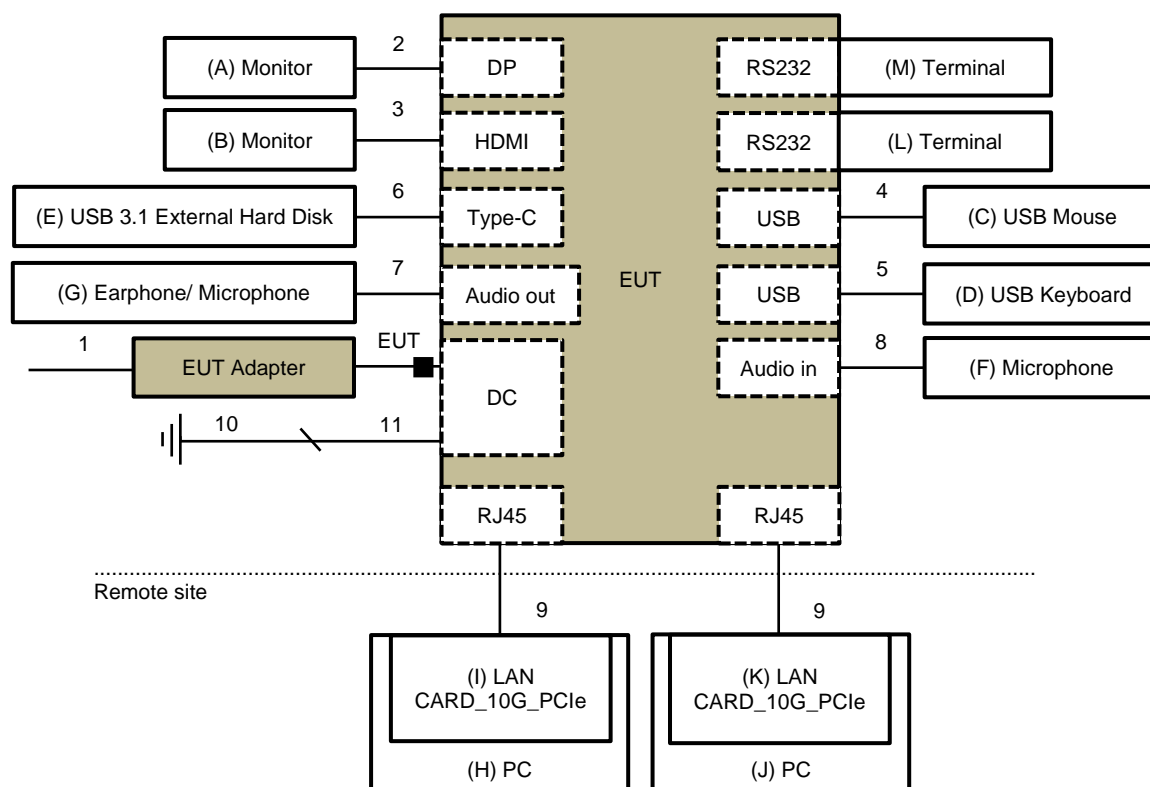 2
(A) Monitor
DP
RS232
(M) Terminal
3
(B) Monitor
HDMI
RS232
(L) Terminal
6
(E) USB 3.1 External Hard Disk
Type-C
USB
4
(C) USB Mouse
7
(G) Earphone/ Microphone
Audio out
EUT
USB
5
(D) USB Keyboard
1
EUT Adapter
EUT
DC
Audio in
8
(F) Microphone
10
11
RJ45
RJ45
Remote site
9
9
(I) LAN
CARD_10G_PCIe
(H) PC
(K) LAN
CARD_10G_PCIe
(J) PC